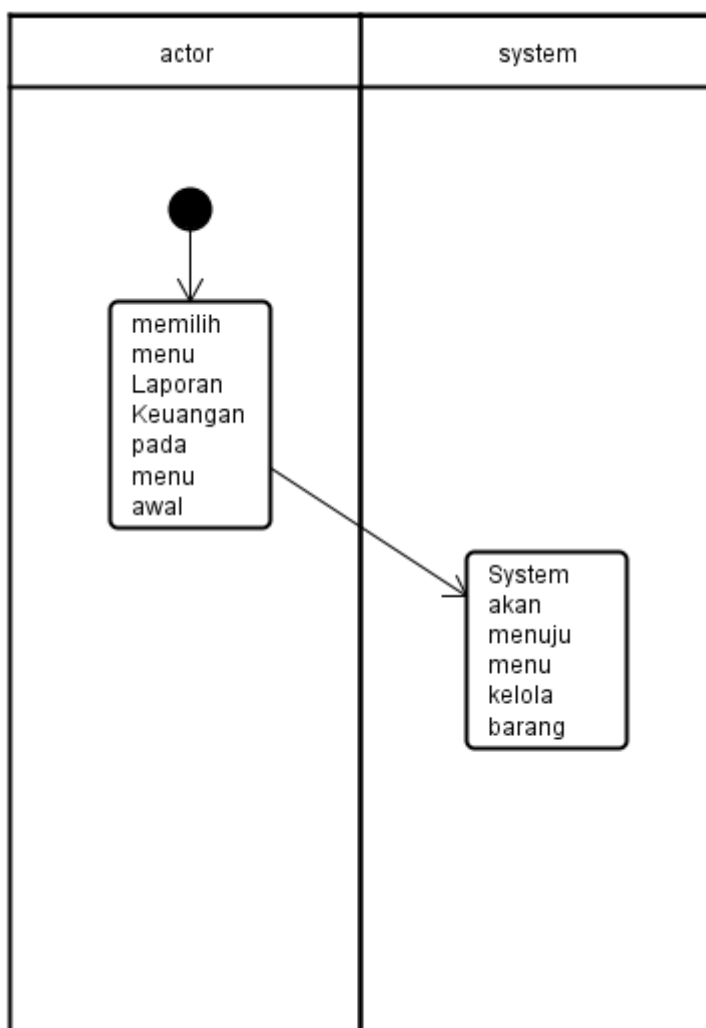 actor
system
memilih
menu
Laporan
Keuangan
pada
menu
awal
System
akan
menuju
menu
kelola
barang